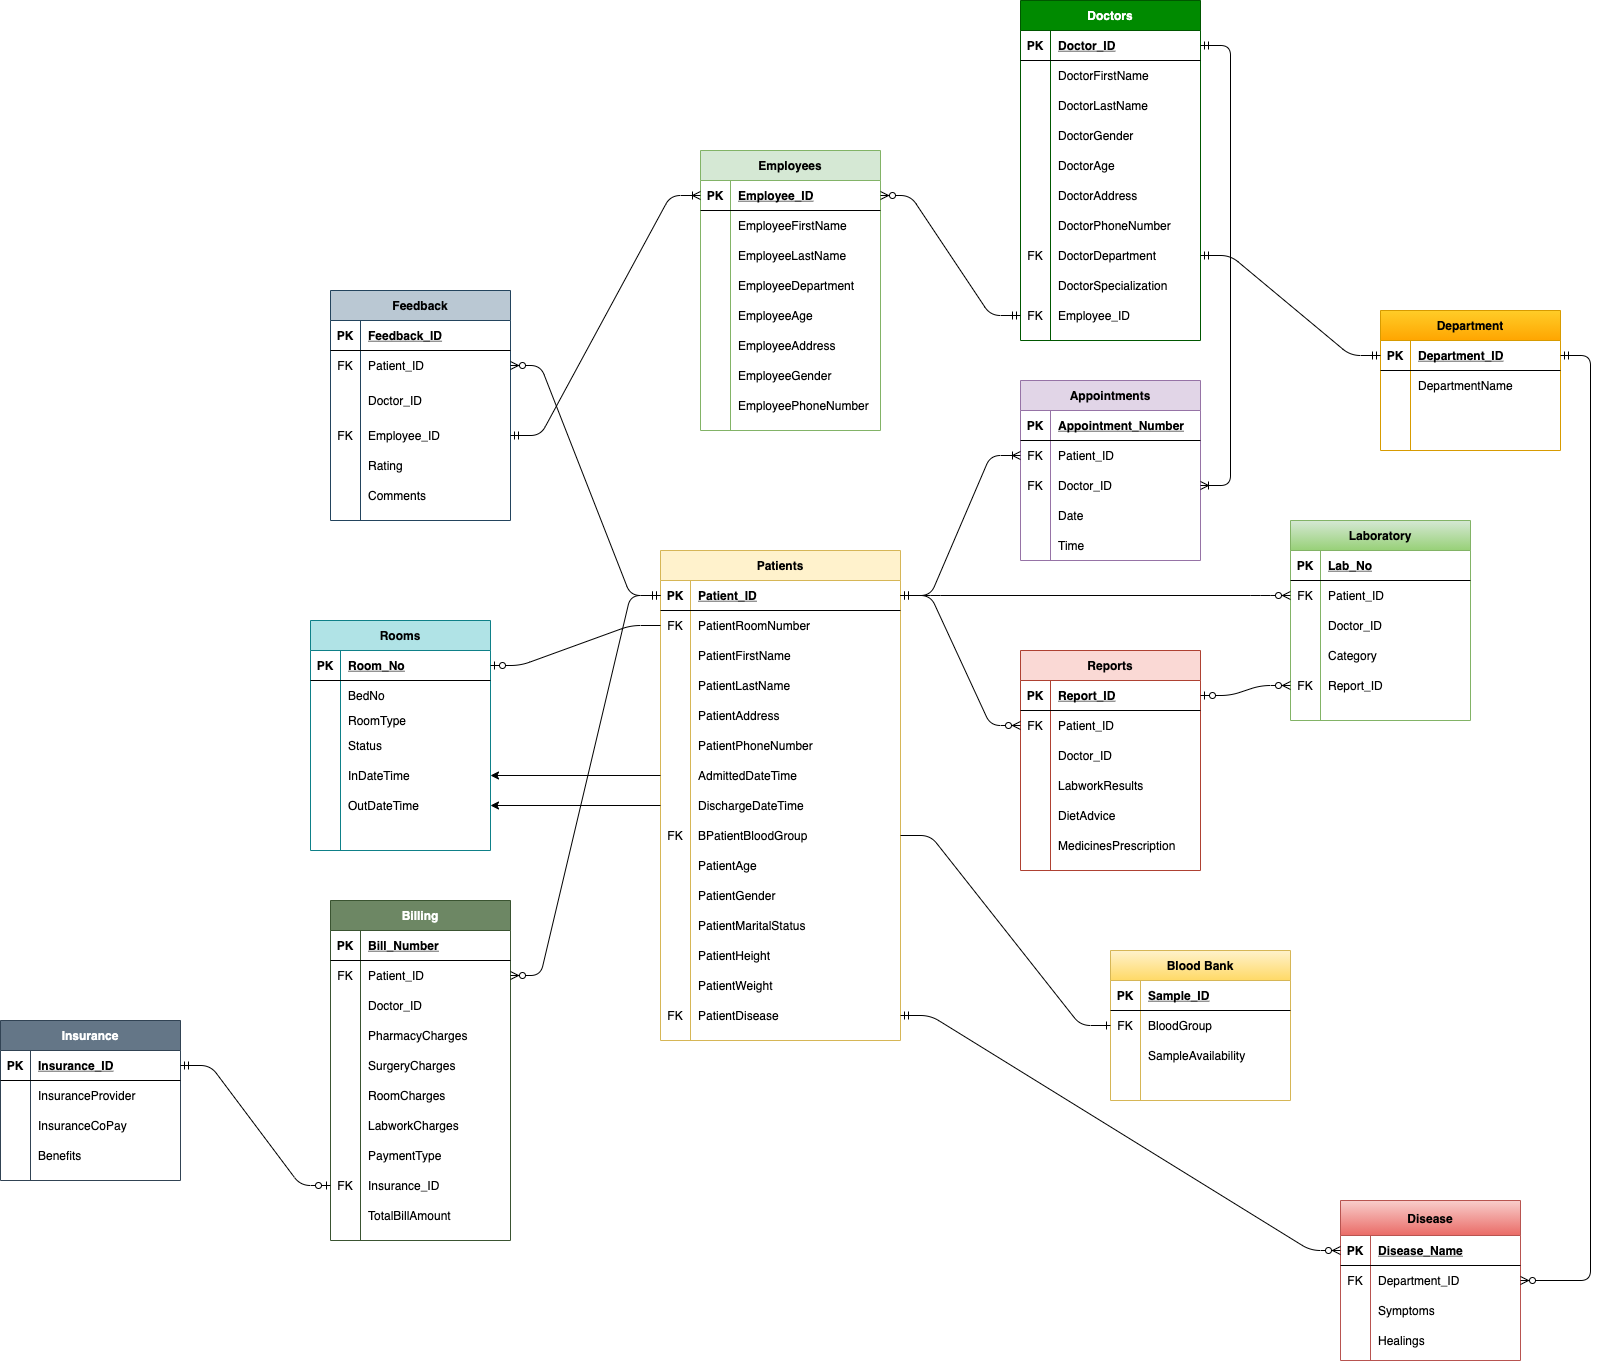 Doctors
PK Doctor_ID
DoctorFirstName
DoctorLastName
DoctorGender
DoctorAge
DoctorAddress
DoctorPhoneNumber
FK DoctorDepartment
DoctorSpecialization
FK Employee_ID
Employees
PK Employee_ID
EmployeeFirstName
EmployeeLastName
EmployeeDepartment
EmployeeAge
EmployeeAddress
EmployeeGender
EmployeePhoneNumber
Feedback
PK Feedback_ID
FK Patient_ID
Doctor_ID
FK Employee_ID
Rating
Comments
Department
PK Department_ID
DepartmentName
Appointments
PK Appointment_Number
FK Patient_ID
FK Doctor_ID
Date
Time
Laboratory
PK Lab_No
FK Patient_ID
Doctor_ID
Category
FK Report_ID
Patients
PK Patient_ID
FK PatientRoomNumber
PatientFirstName
PatientLastName
PatientAddress
PatientPhoneNumber
AdmittedDateTime
DischargeDateTime
FK BPatientBloodGroup
PatientAge
PatientGender
PatientMaritalStatus
PatientHeight
PatientWeight
FK PatientDisease
Rooms
PK Room_No
BedNo
RoomType
Status
InDateTime
OutDateTime
Reports
PK Report_ID
FK Patient_ID
Doctor_ID
LabworkResults
DietAdvice
MedicinesPrescription
Billing
PK Bill_Number
FK Patient_ID
Doctor_ID
PharmacyCharges
SurgeryCharges
RoomCharges
LabworkCharges
PaymentType
FK Insurance_ID
TotalBillAmount
Blood Bank
PK Sample_ID
FK BloodGroup
SampleAvailability
Insurance
PK Insurance_ID
InsuranceProvider
InsuranceCoPay
Benefits
Disease
PK Disease_Name
FK Department_ID
Symptoms
Healings